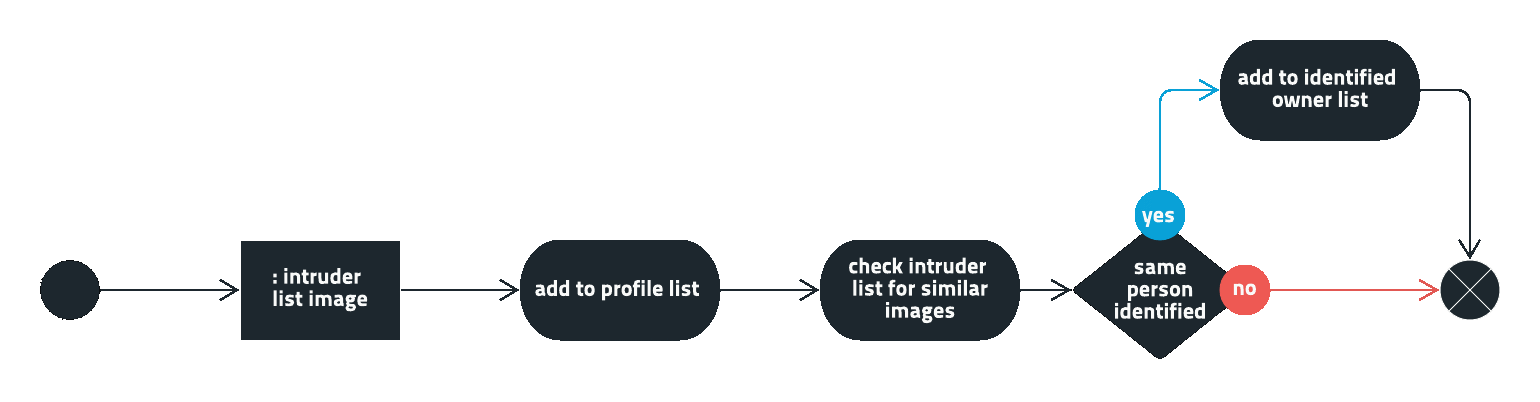 : intruder
list image
add to profile list
check intruder
list for similar
images
same
person
identified
yes
no
add to identified
owner list